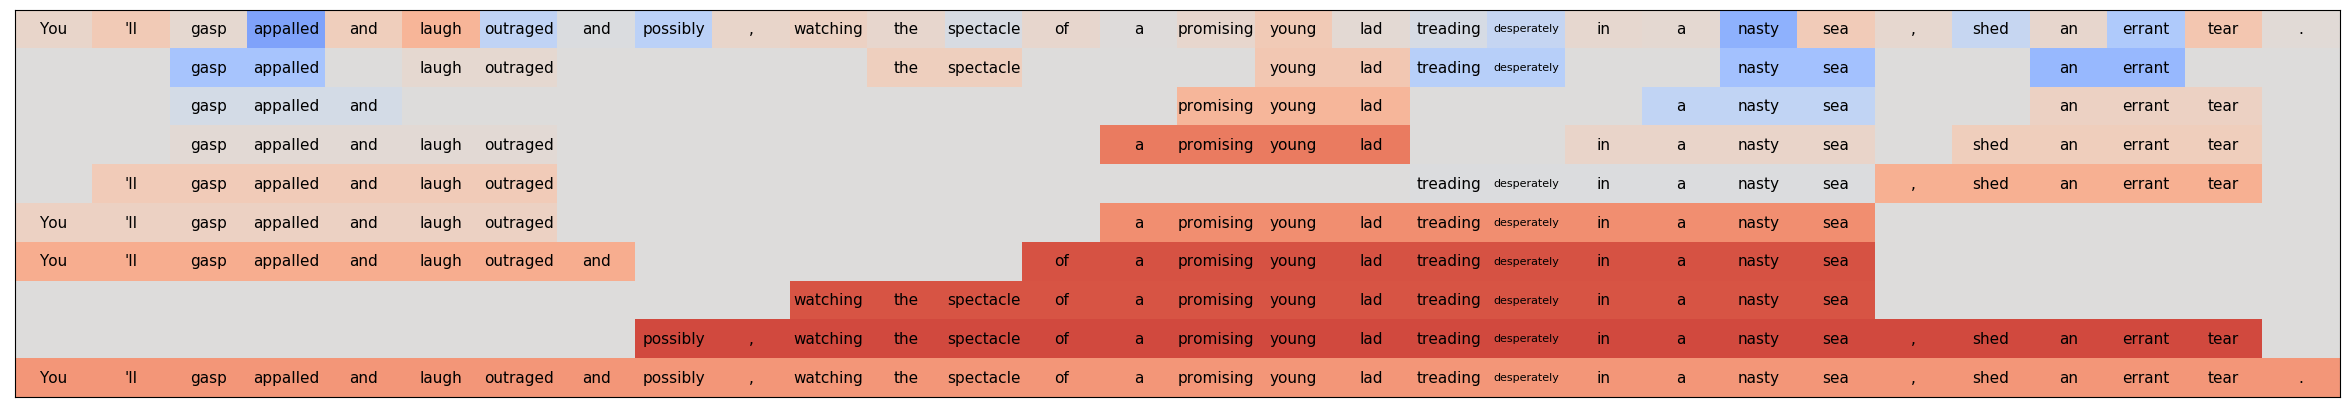 You 'll gasp appalled and laugh outraged and possibly , watching the spectacle of a promising young lad treading desperately in a nasty sea , shed an errant tear .
gasp appalled laugh outraged the spectacle young lad treading desperately nasty sea an errant
gasp appalled and promising young lad a nasty sea an errant tear
gasp appalled and laugh outraged a promising young lad in a nasty sea shed an errant tear
'll gasp appalled and laugh outraged treading desperately in a nasty sea , shed an errant tear
You 'll gasp appalled and laugh outraged a promising young lad treading desperately in a nasty sea
You 'll gasp appalled and laugh outraged and of a promising young lad treading desperately in a nasty sea
watching the spectacle of a promising young lad treading desperately in a nasty sea
possibly , watching the spectacle of a promising young lad treading desperately in a nasty sea , shed an errant tear
You 'll gasp appalled and laugh outraged and possibly , watching the spectacle of a promising young lad treading desperately in a nasty sea , shed an errant tear .